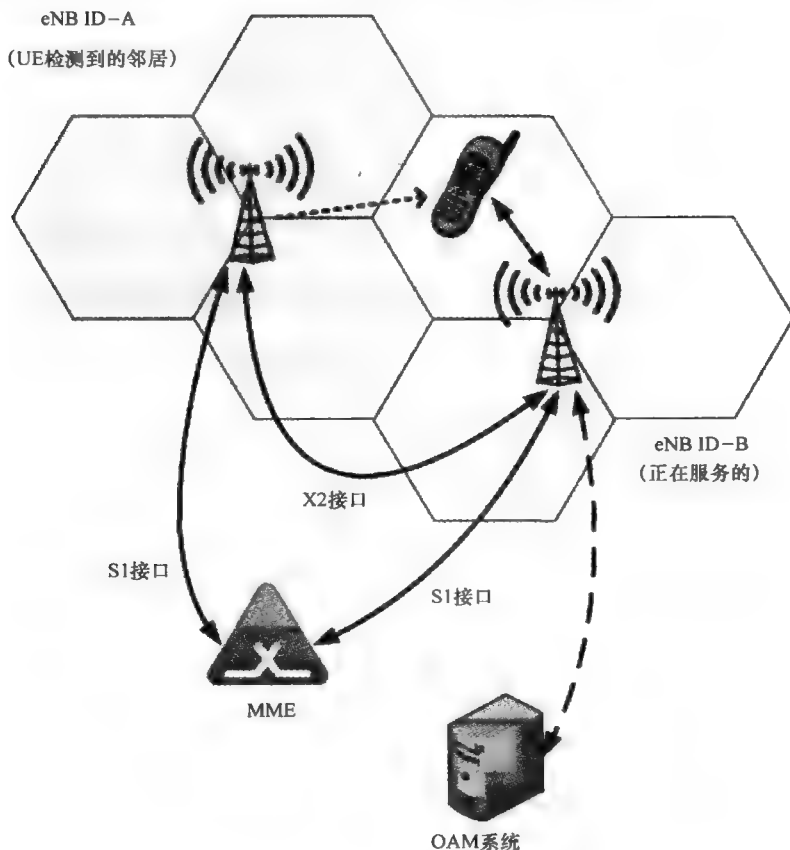 eNB ID-A
(UE检测到的邻居)
eNB ID-B
(正在服务的)
X2接口
S1接口
S1接口
MME
OAM系统